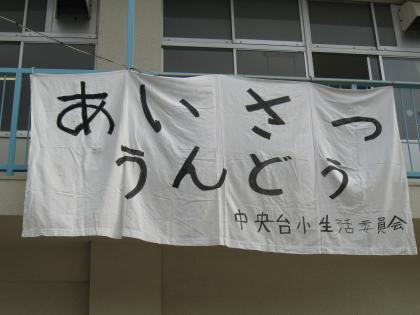 あいさつ
うんどう
中央台小生活委員会